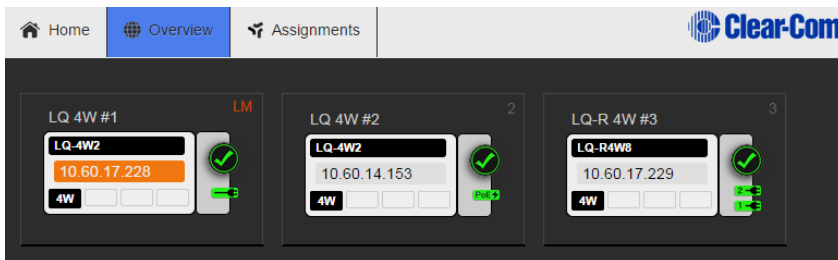 Home Overview Assignments Clear-Com
LM 2 3
LQ 4W #1 LQ 4W #2 LQ-R 4W #3
LQ-4W2 LQ-4W2 LQ-R4W8
10.60.17.228 10.60.14.153 10.60.17.229
PoE 2
4W 4W 4W 1